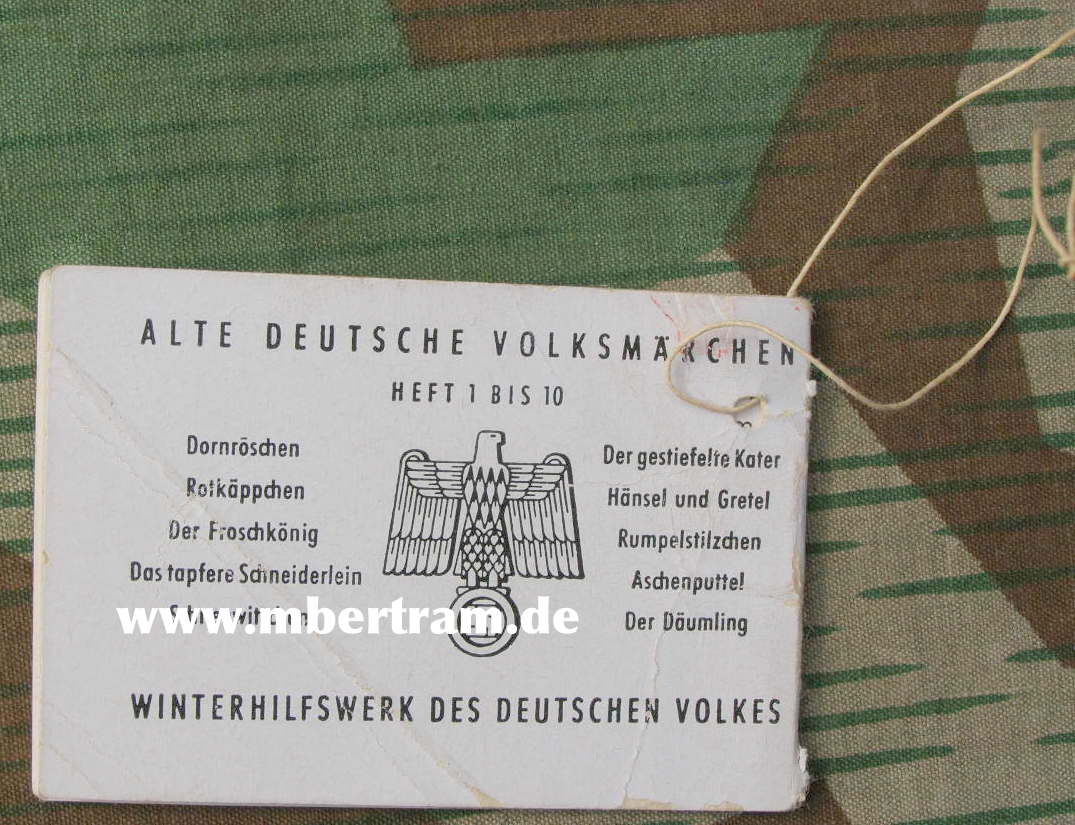 ALTE DEUTSCHE VOLKSMÄRCHEN
HEFT 1 BIS 10
Dornröschen
Rotkäppchen
Der Froschkönig
Das tapfere Schneiderlein
Der gestiefelte Kater
Hänsel und Gretel
Rumpelstilzchen
Aschenputtel
Der Däumling
www.mbertram.de
WINTERHILFSWERK DES DEUTSCHEN VOLKES